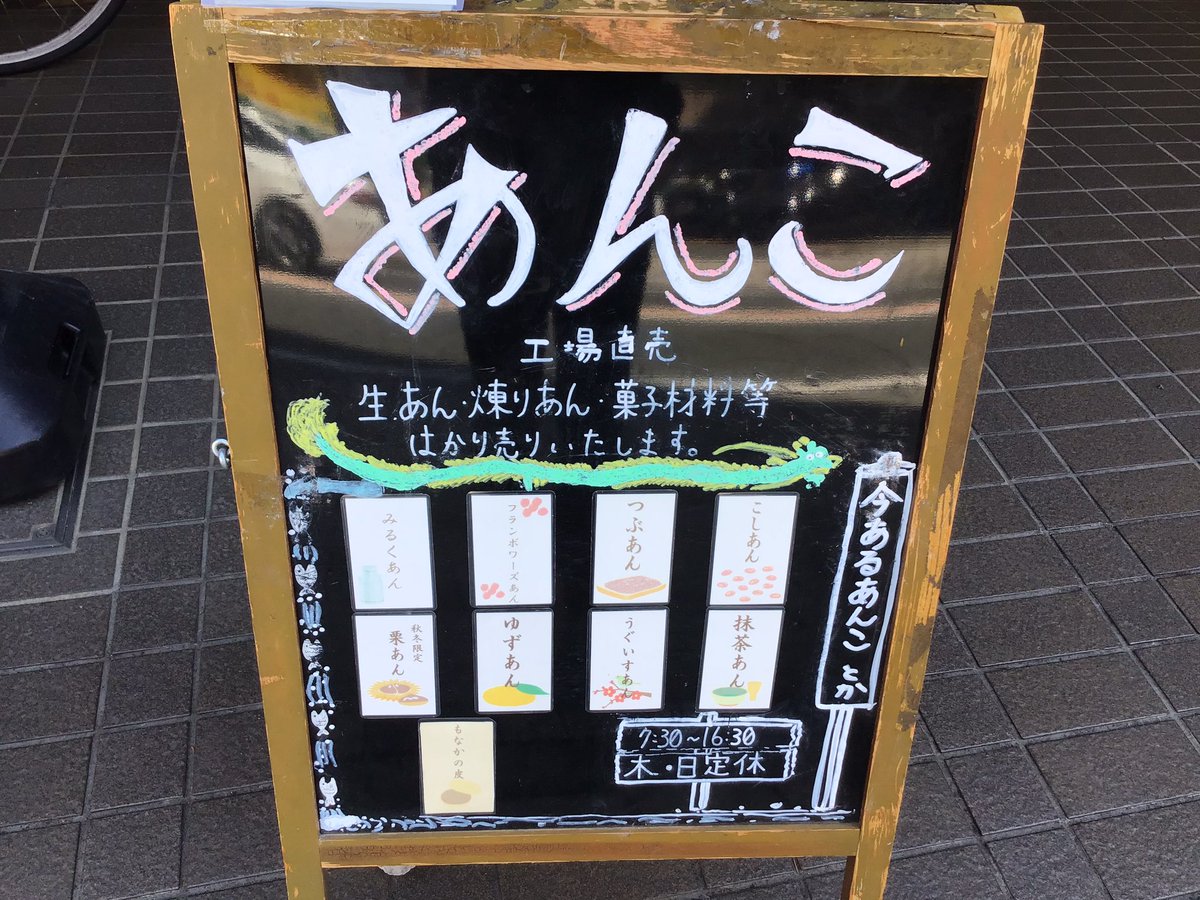 あんこ
工場直売
生あん・煉りあん・菓子材料等
はかり売りいたします。
今あるあんことか
こしあん
つぶあん
フランボワーズあん
みるくあん
抹茶あん
うぐいすあん
ゆずあん
秋冬限定
栗あん
もなかの皮
7:30～16:30
木・日定休